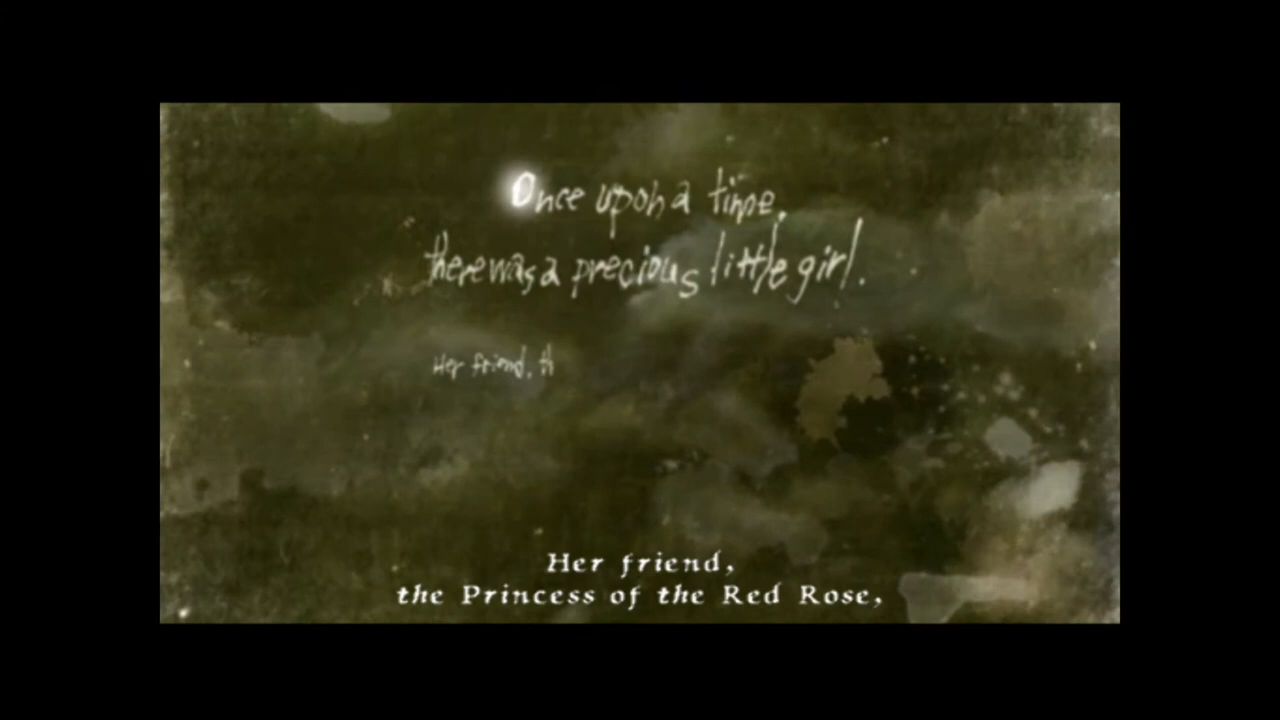 Once upon a time,
there was a precious little girl.
Her friend, th
Her friend,
the Princess of the Red Rose,